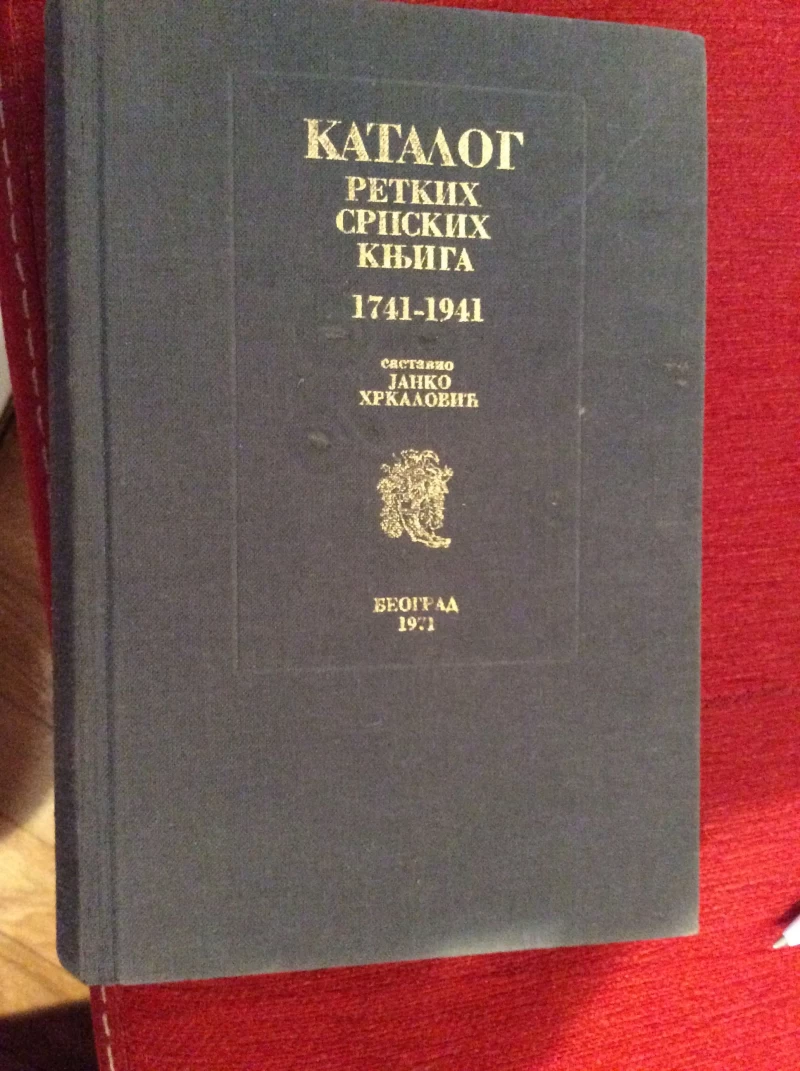 КАТАЛОГ
РЕТКИХ
СРПСКИХ
КЊИГА
1741-1941
саставио
ЈАНКО
ХРКАЛОВИЋ
БЕОГРАД
1971